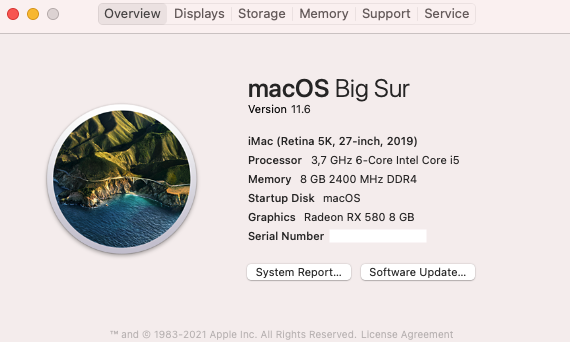 Overview Displays Storage Memory Support Service
macOS Big Sur
Version 11.6
iMac (Retina 5K, 27-inch, 2019)
Processor 3,7 GHz 6-Core Intel Core i5
Memory 8 GB 2400 MHz DDR4
Startup Disk macOS
Graphics Radeon RX 580 8 GB
Serial Number
System Report... Software Update...
™ and © 1983-2021 Apple Inc. All Rights Reserved. License Agreement